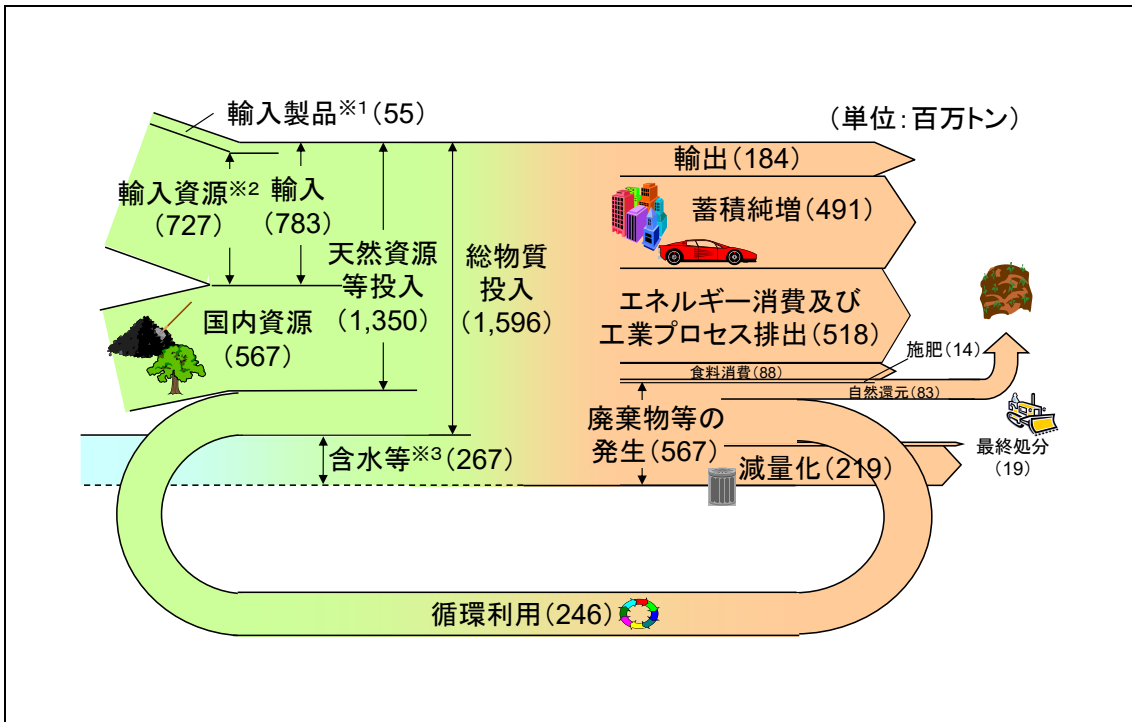 輸入製品※1(55)
(単位:百万トン)
輸出(184)
輸入資源※2
(727)
輸入
(783)
蓄積純増(491)
天然資源
等投入
(1,350)
総物質
投入
(1,596)
国内資源
(567)
エネルギー消費及び
工業プロセス排出(518)
施肥(14)
食料消費(88)
自然還元(83)
廃棄物等の
発生(567)
含水等※3(267)
減量化(219)
最終処分
(19)
循環利用(246)